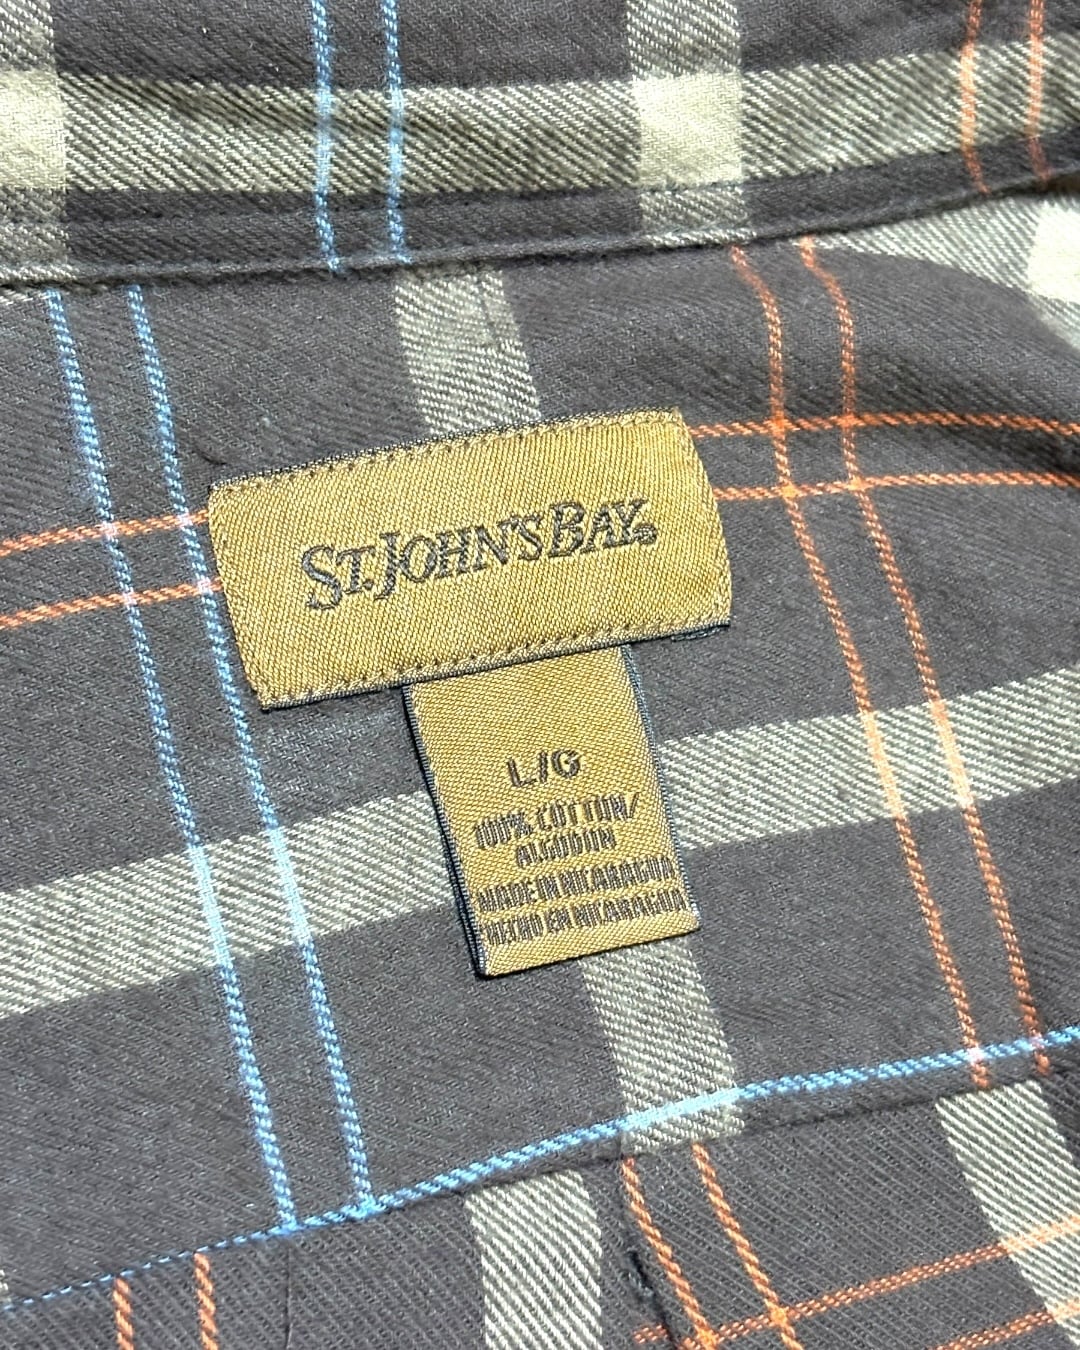 ST. JOHN'S BAY®
L/G
100% COTTON/
ALGODON
MADE IN NICARAGUA
HECHO EN NICARAGUA